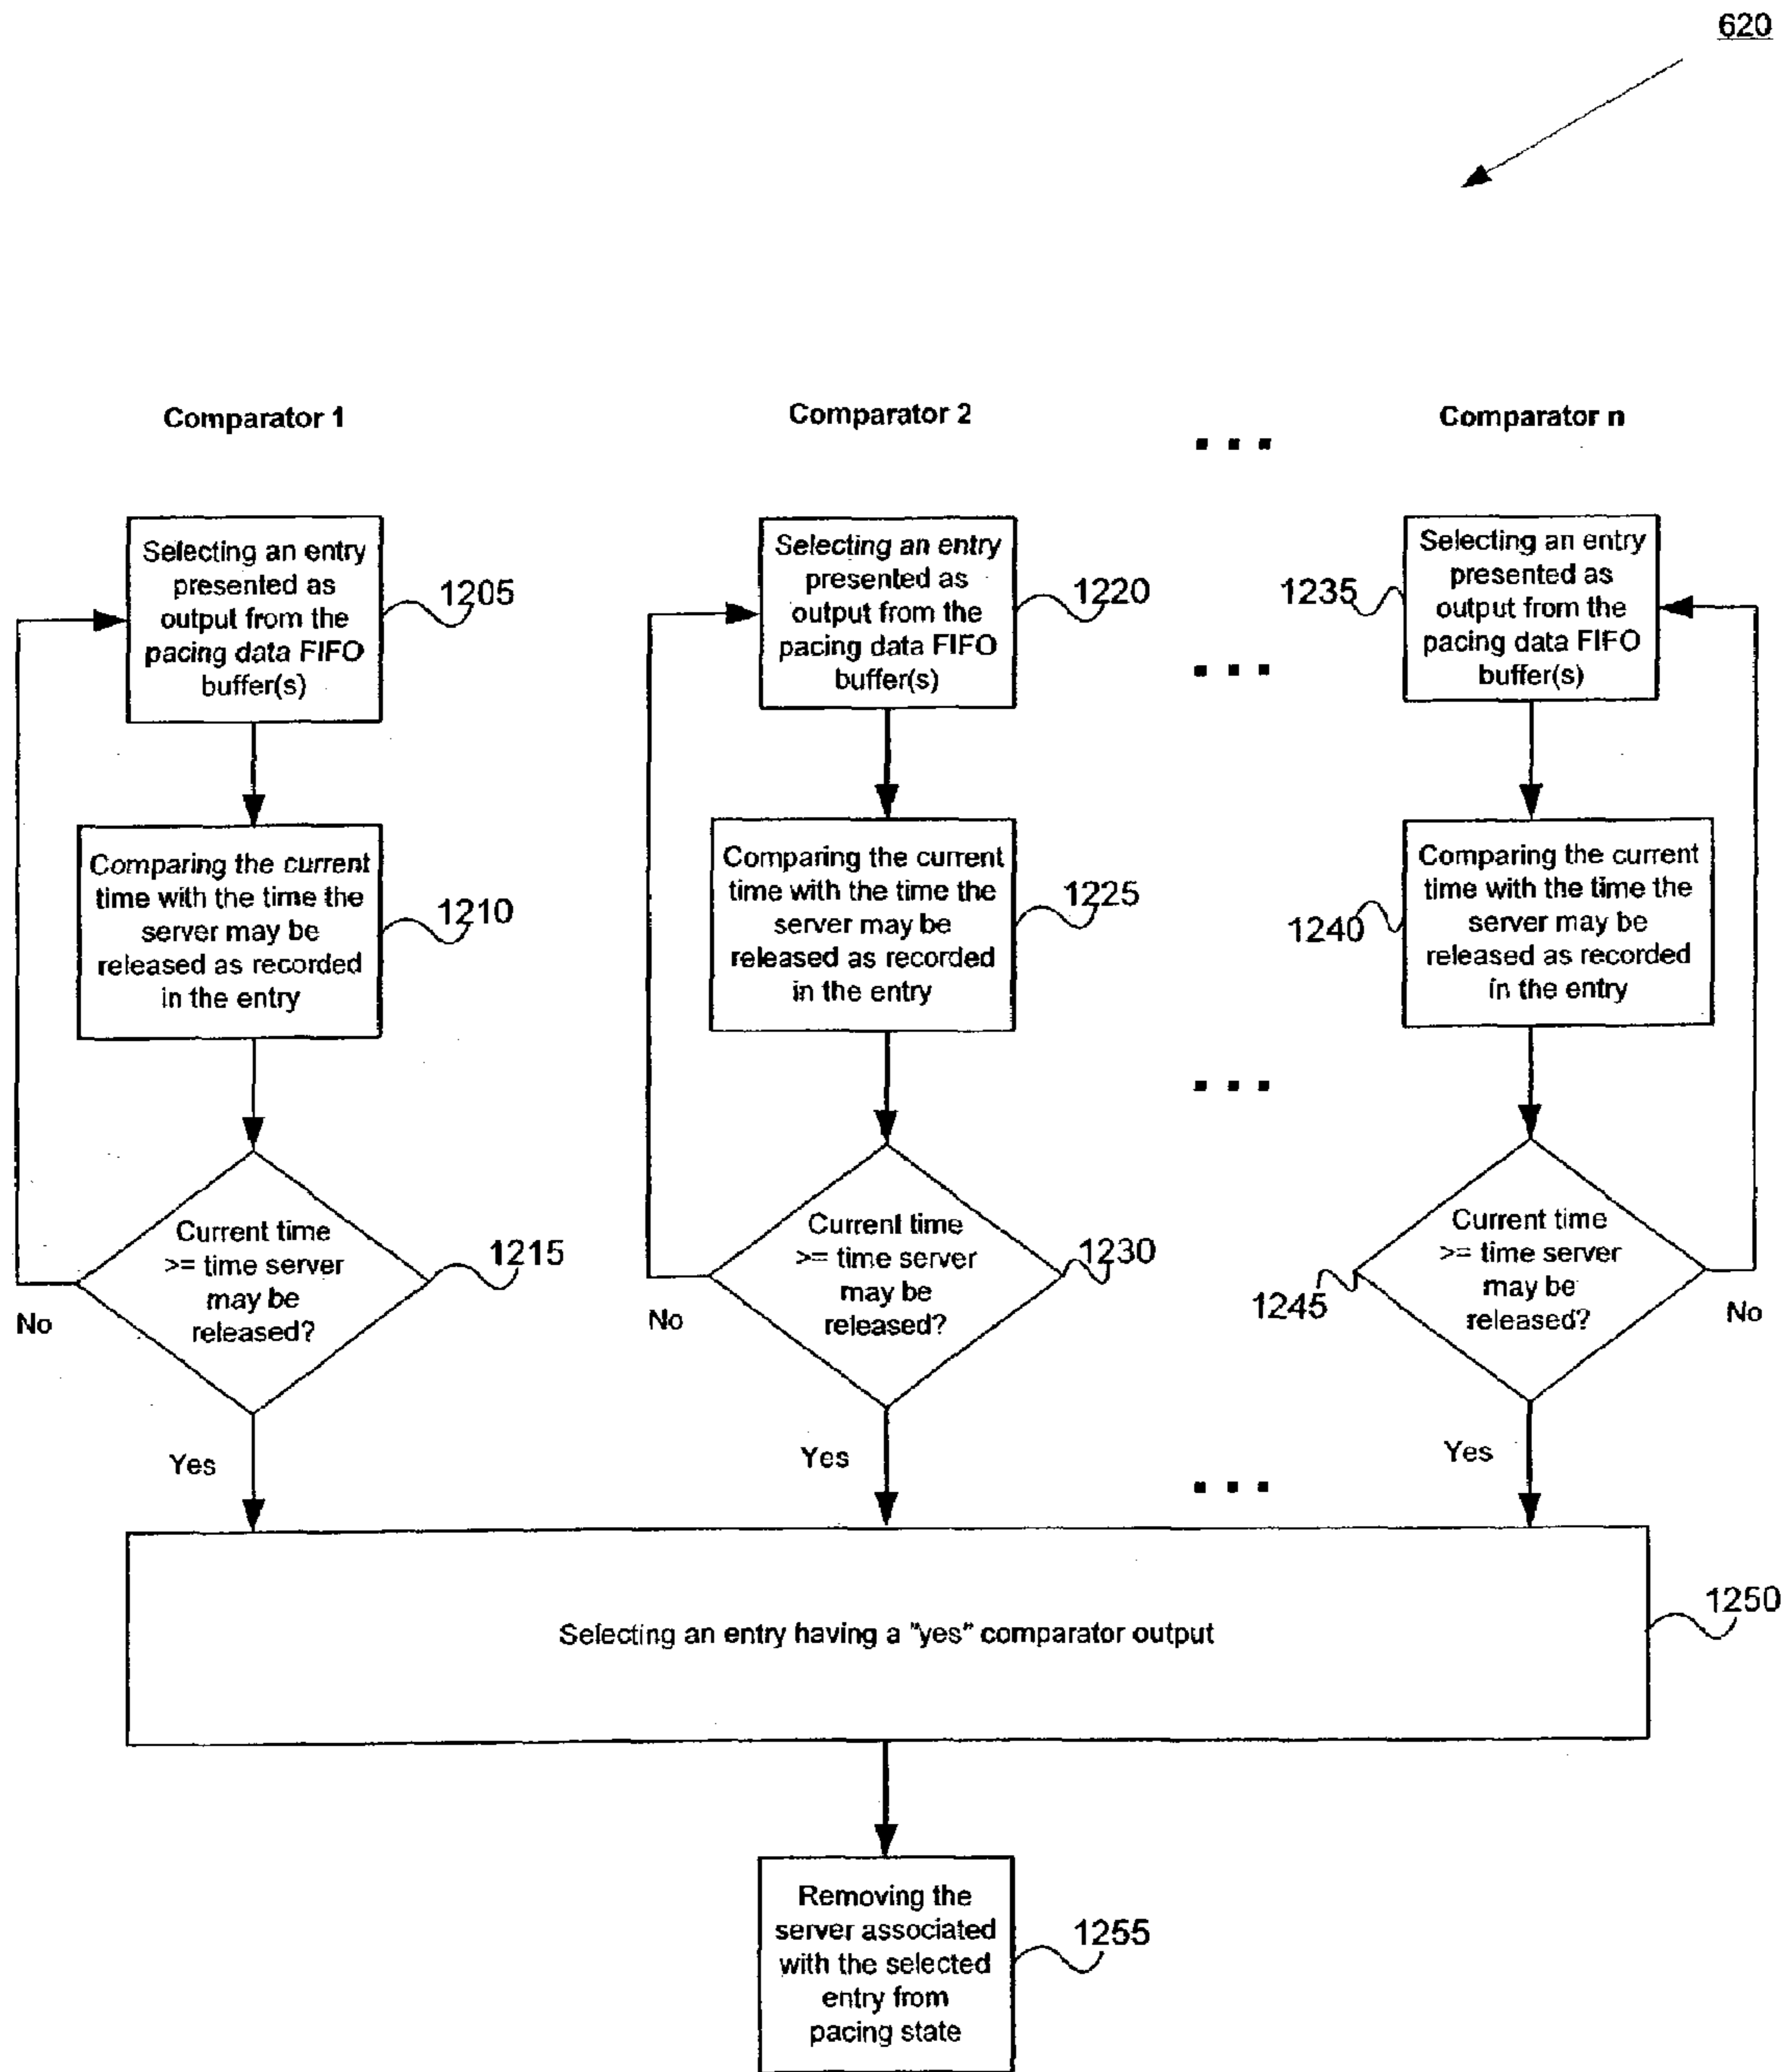 620
Comparator 1
Comparator 2
...
Comparator n
Selecting an entry
presented as
output from the
pacing data FIFO
buffer(s)
1205
Selecting an entry
presented as
output from the
pacing data FIFO
buffer(s)
1220
...
1235
Selecting an entry
presented as
output from the
pacing data FIFO
buffer(s)
Comparing the current
time with the time the
server may be
released as recorded
in the entry
1210
Comparing the current
time with the time the
server may be
released as recorded
in the entry
1225
1240
Comparing the current
time with the time the
server may be
released as recorded
in the entry
...
Current time
>= time server
may be
released?
1215
No
Yes
Current time
>= time server
may be
released?
1230
No
Yes
Current time
>= time server
may be
released?
1245
No
Yes
...
Selecting an entry having a "yes" comparator output
1250
Removing the
server associated
with the selected
entry from
pacing state
1255